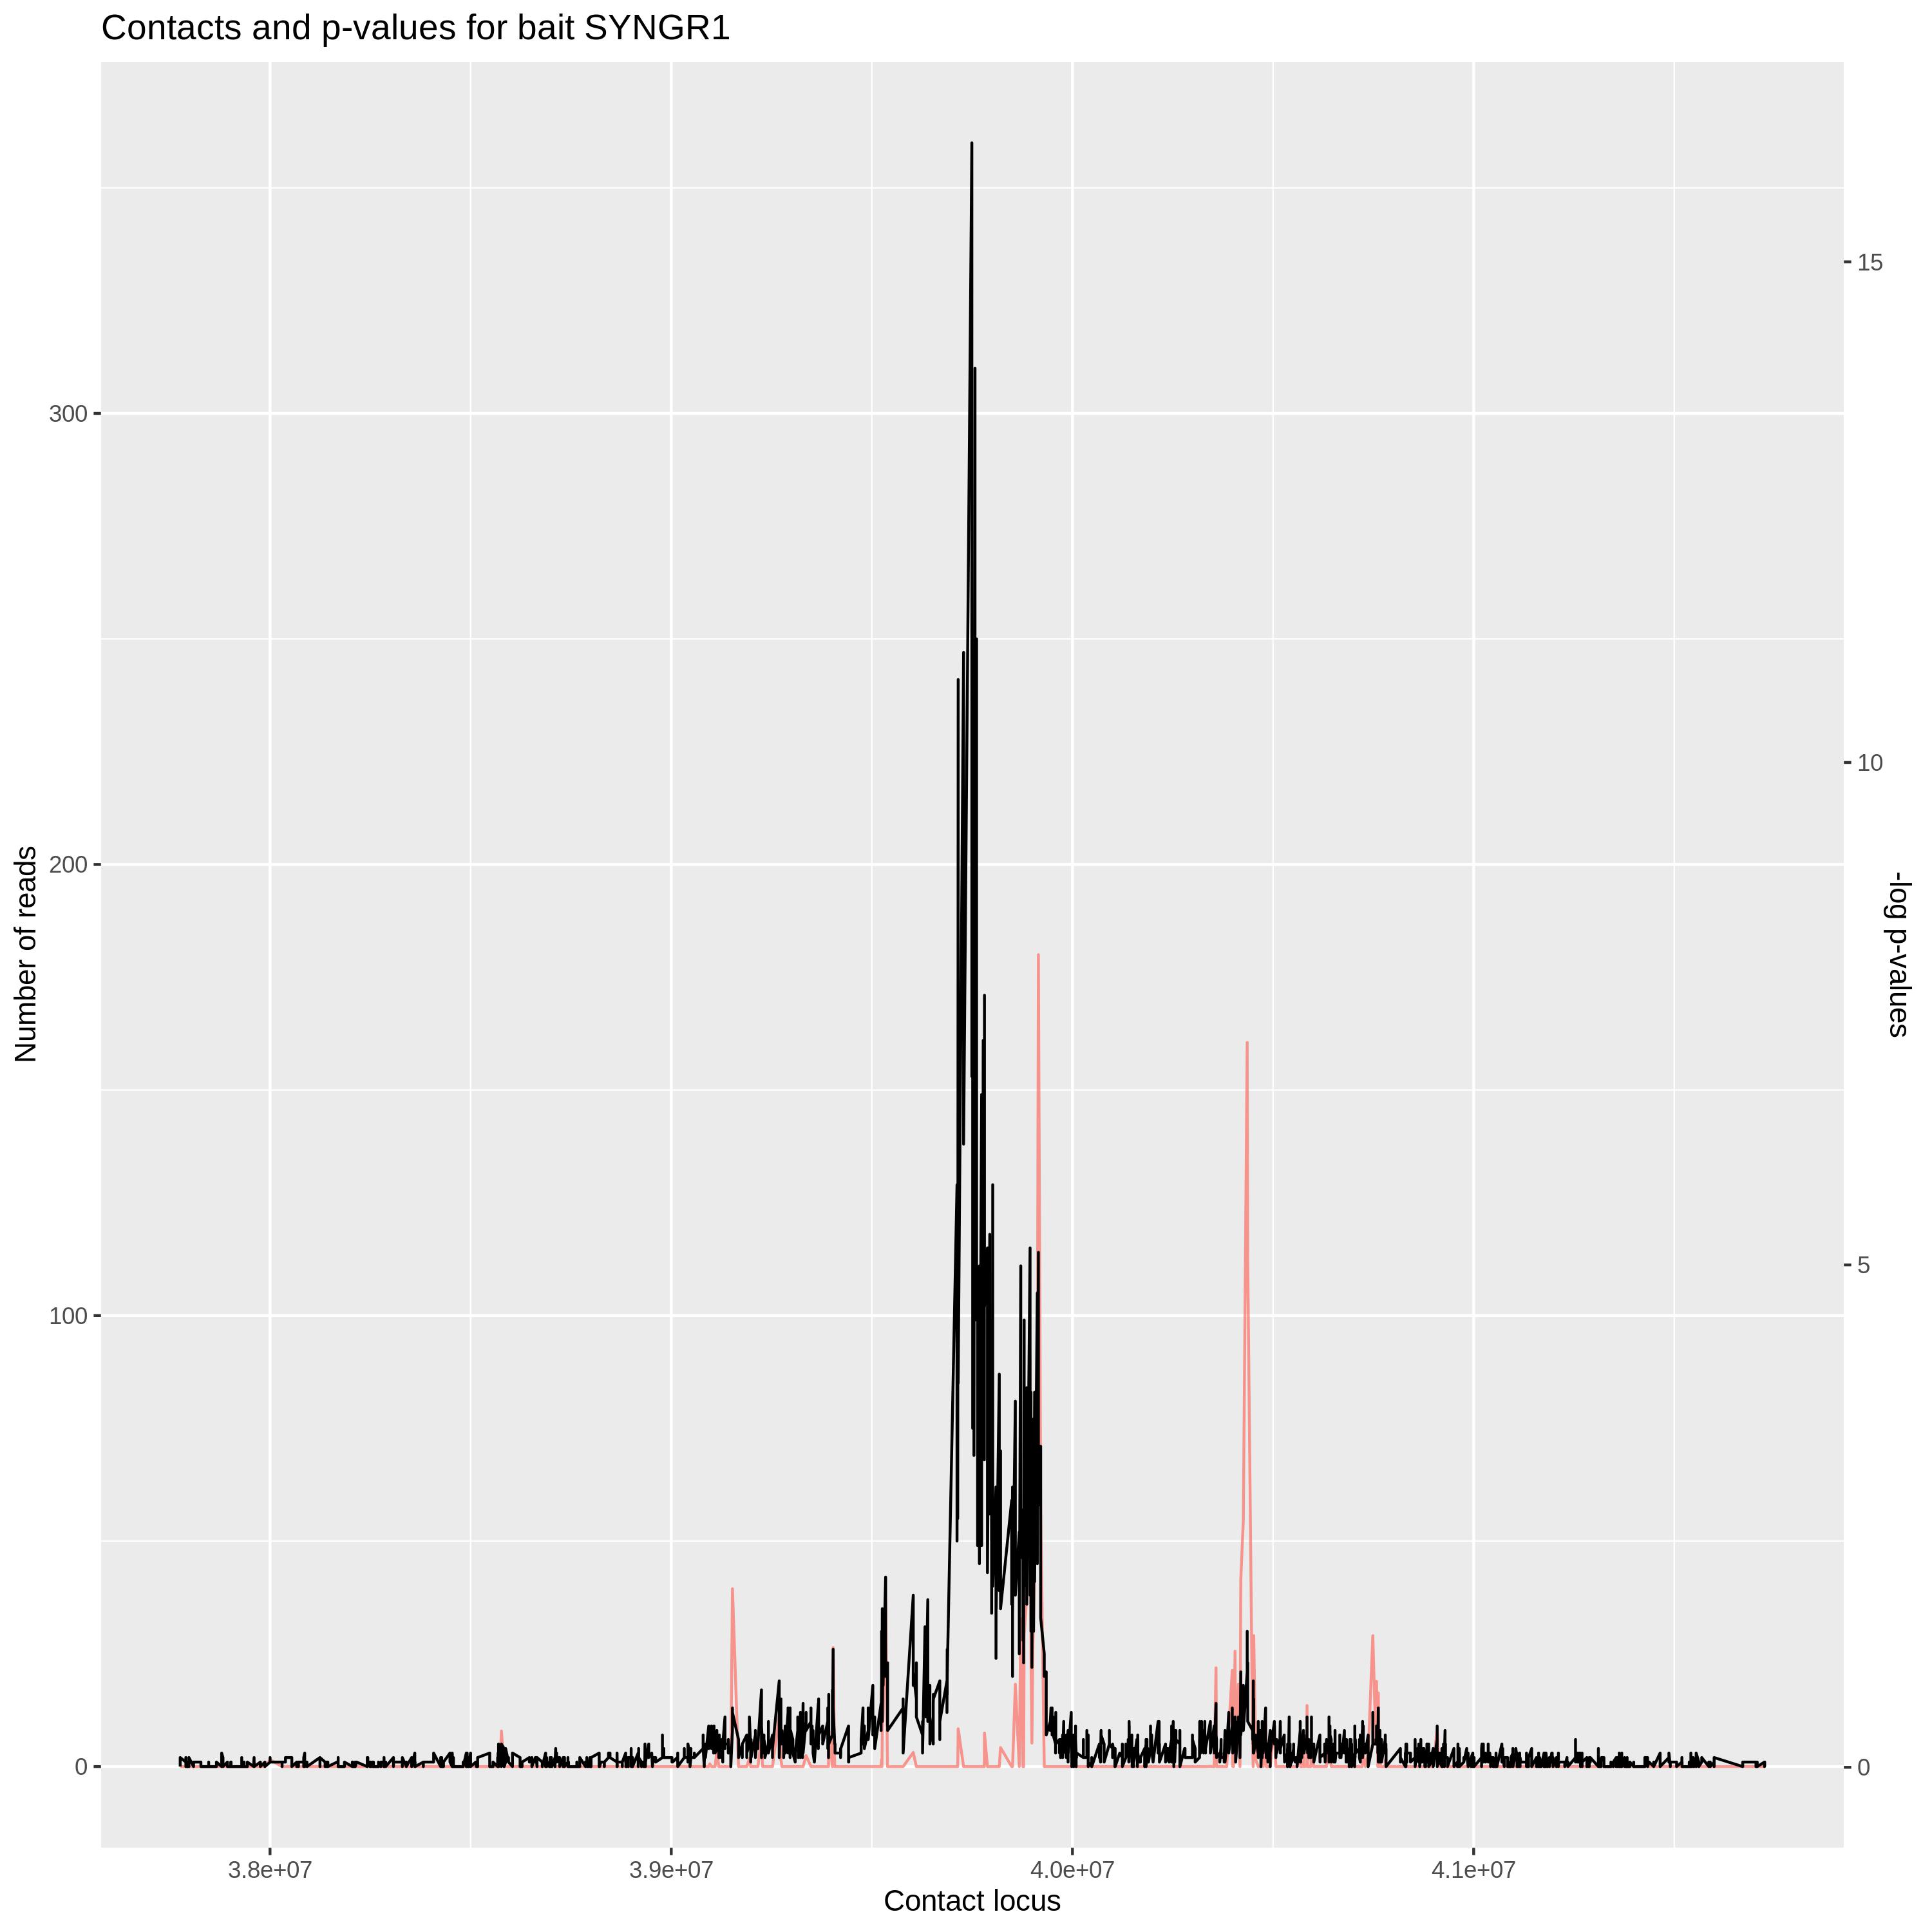 Contacts and p-values for bait SYNGR1
300
200
100
0
Number of reads
15
10
5
0
-log p-values
3.8e+07
3.9e+07
4.0e+07
4.1e+07
Contact locus